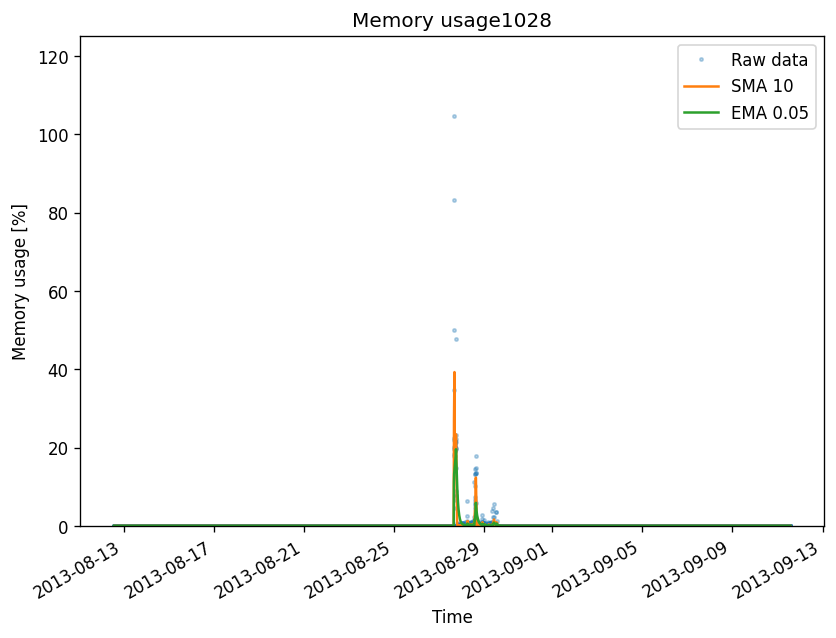 Memory usage1028
Raw data
SMA 10
EMA 0.05
Memory usage [%]
120
100
80
60
40
20
0
2013-08-13
2013-08-17
2013-08-21
2013-08-25
2013-08-29
2013-09-01
2013-09-05
2013-09-09
2013-09-13
Time